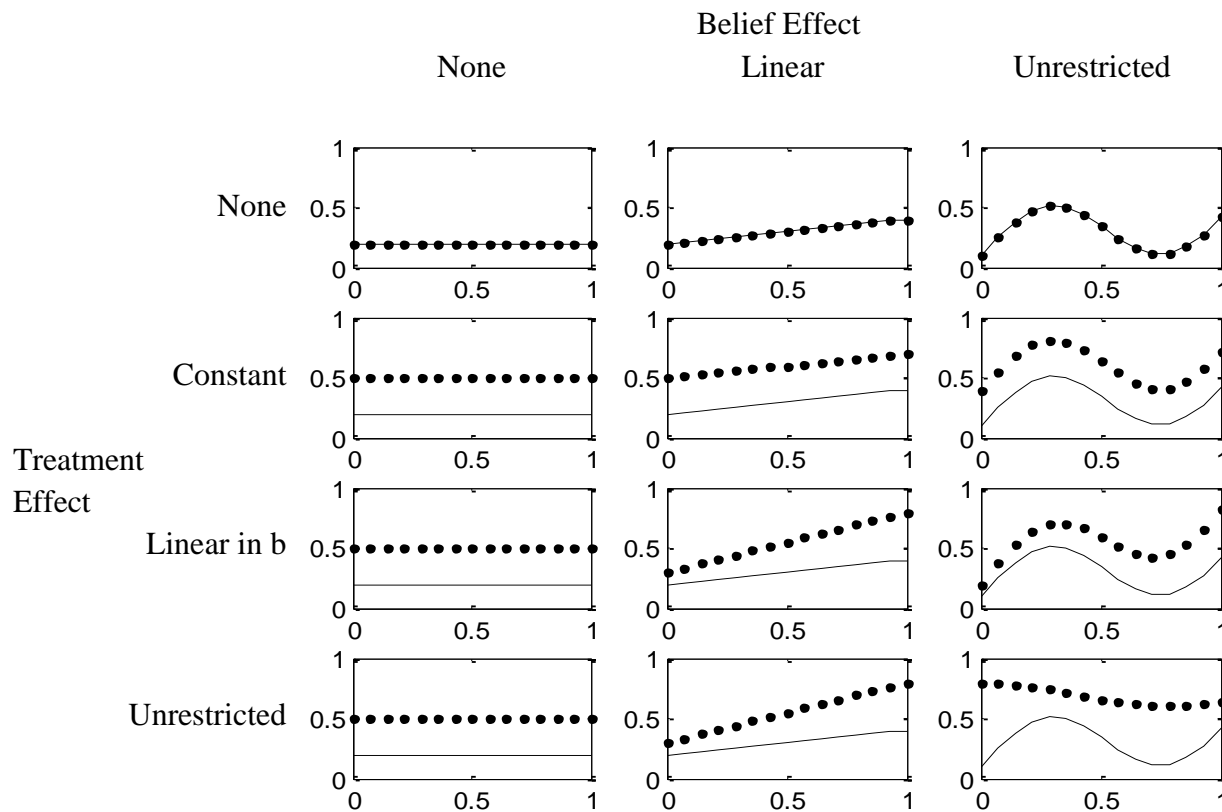 Belief Effect
None Linear Unrestricted
1 1 1
None 0.5 0.5 0.5
0 0 0
0 0.5 1 0 0.5 1 0 0.5 1
1 1 1
Constant 0.5 0.5 0.5
0 0 0
0 0.5 1 0 0.5 1 0 0.5 1
Treatment
Effect
1 1 1
Linear in b 0.5 0.5 0.5
0 0 0
0 0.5 1 0 0.5 1 0 0.5 1
1 1 1
Unrestricted 0.5 0.5 0.5
0 0 0
0 0.5 1 0 0.5 1 0 0.5 1